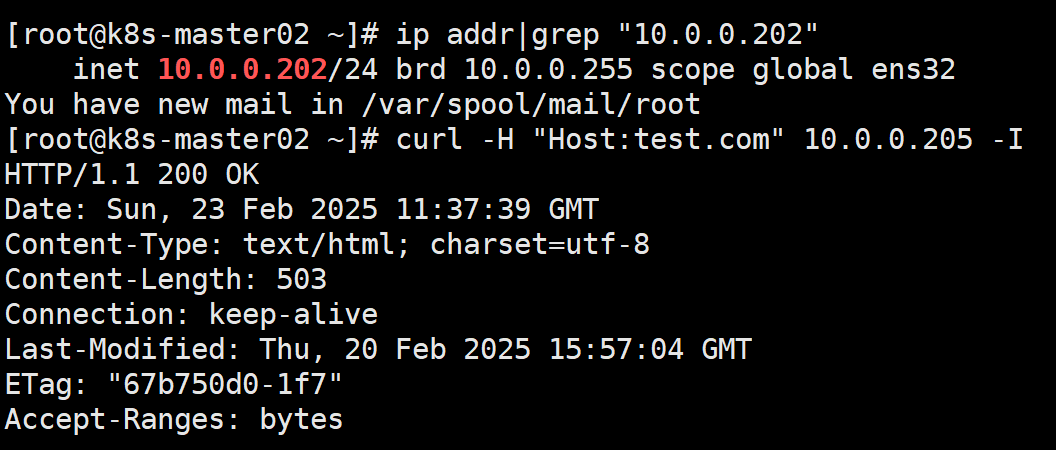 [root@k8s-master02 ~]# ip addr|grep "10.0.0.202"
    inet 10.0.0.202/24 brd 10.0.0.255 scope global ens32
You have new mail in /var/spool/mail/root
[root@k8s-master02 ~]# curl -H "Host:test.com" 10.0.0.205 -I
HTTP/1.1 200 OK
Date: Sun, 23 Feb 2025 11:37:39 GMT
Content-Type: text/html; charset=utf-8
Content-Length: 503
Connection: keep-alive
Last-Modified: Thu, 20 Feb 2025 15:57:04 GMT
ETag: "67b750d0-1f7"
Accept-Ranges: bytes